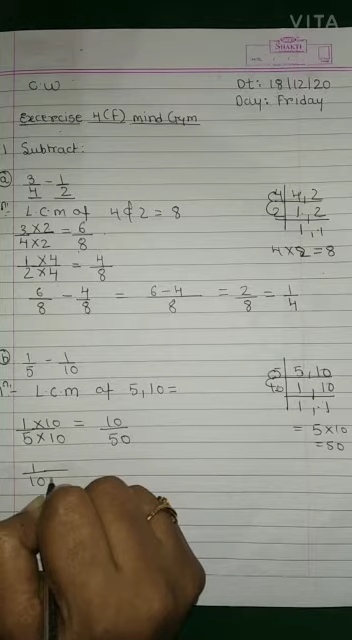 VITA
SHAKTI
C.W
Dt: 18/12/20
Day: Friday
Excercise 4(f) mind Gym
1 Subtract:
(a) 3/4 - 1/2
n:- L.C.m of 4 & 2 = 8
3×2/4×2 = 6/8
1×4/2×4 = 4/8
6/8 - 4/8 = 6-4/8 = 2/8 = 1/4
4 | 4, 2
2 | 1, 2
1, 1
4×2 = 8
(b) 1/5 - 1/10
n:- L.C.m of 5, 10 =
1×10/5×10 = 10/50
1/10
5 | 5, 10
10 | 1, 10
1, 1
= 5×10
= 50